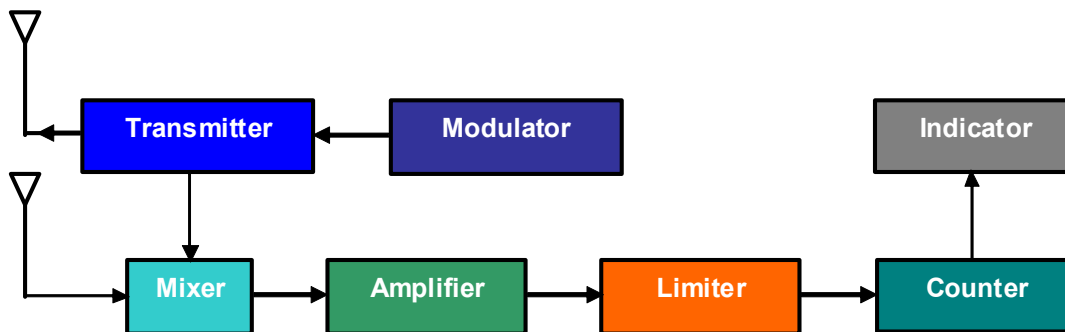 Transmitter
Modulator
Indicator
Mixer
Amplifier
Limiter
Counter